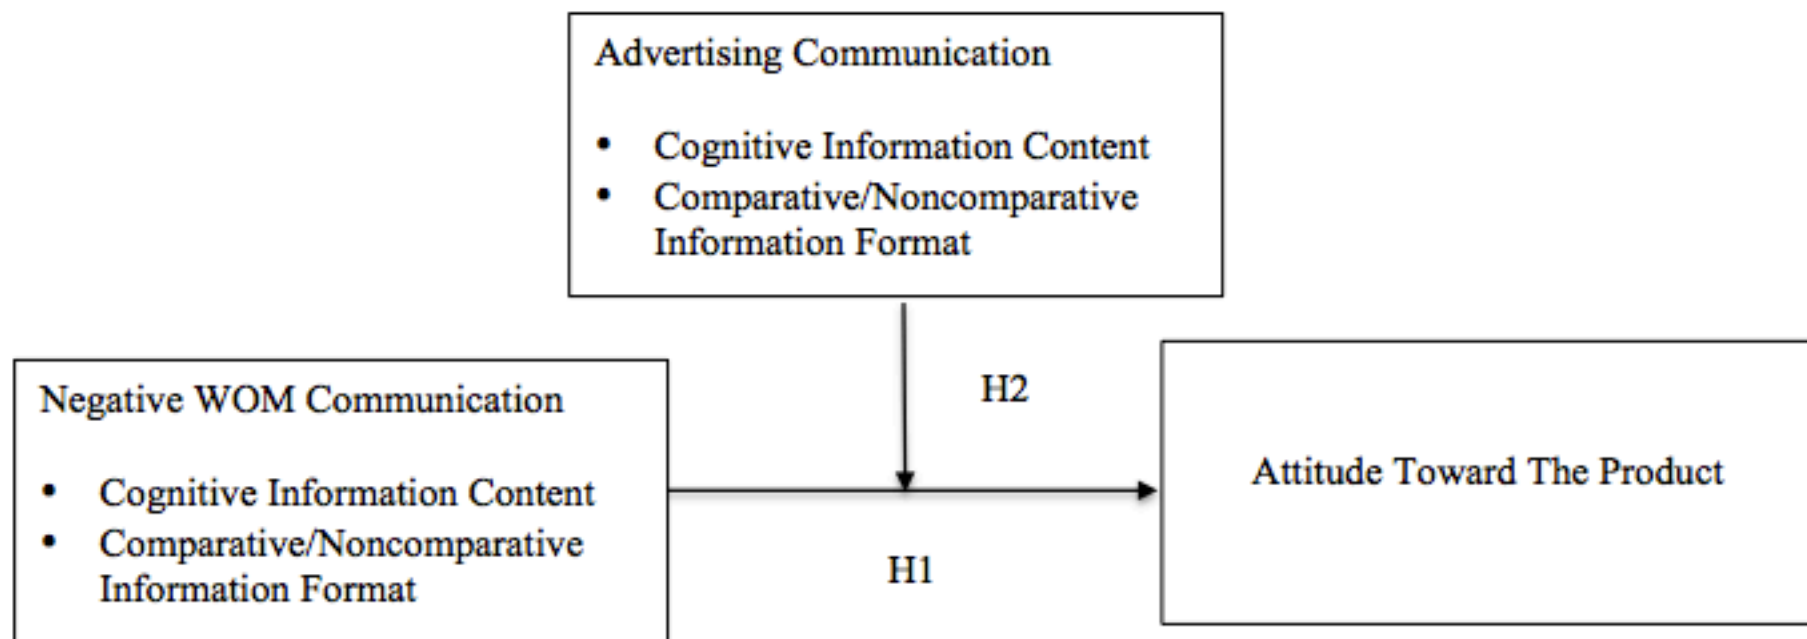 Advertising Communication
• Cognitive Information Content
• Comparative/Noncomparative
Information Format
H2
Negative WOM Communication
• Cognitive Information Content
• Comparative/Noncomparative
Information Format
H1
Attitude Toward The Product